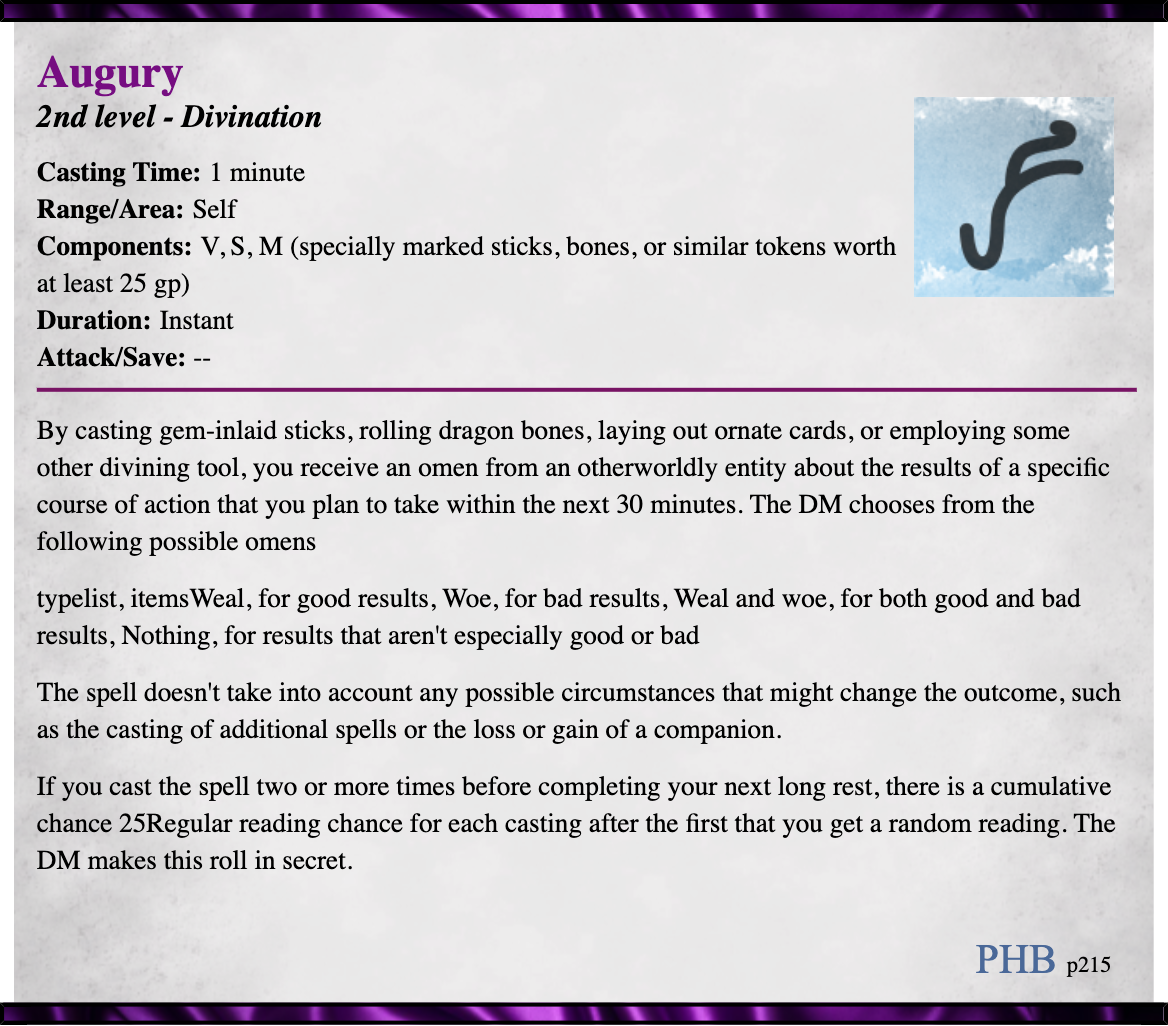 Augury
2nd level - Divination
Casting Time: 1 minute
Range/Area: Self
Components: V, S, M (specially marked sticks, bones, or similar tokens worth
at least 25 gp)
Duration: Instant
Attack/Save: --
By casting gem-inlaid sticks, rolling dragon bones, laying out ornate cards, or employing some
other divining tool, you receive an omen from an otherworldly entity about the results of a specific
course of action that you plan to take within the next 30 minutes. The DM chooses from the
following possible omens
typelist, itemsWeal, for good results, Woe, for bad results, Weal and woe, for both good and bad
results, Nothing, for results that aren't especially good or bad
The spell doesn't take into account any possible circumstances that might change the outcome, such
as the casting of additional spells or the loss or gain of a companion.
If you cast the spell two or more times before completing your next long rest, there is a cumulative
chance 25Regular reading chance for each casting after the first that you get a random reading. The
DM makes this roll in secret.
PHB p215